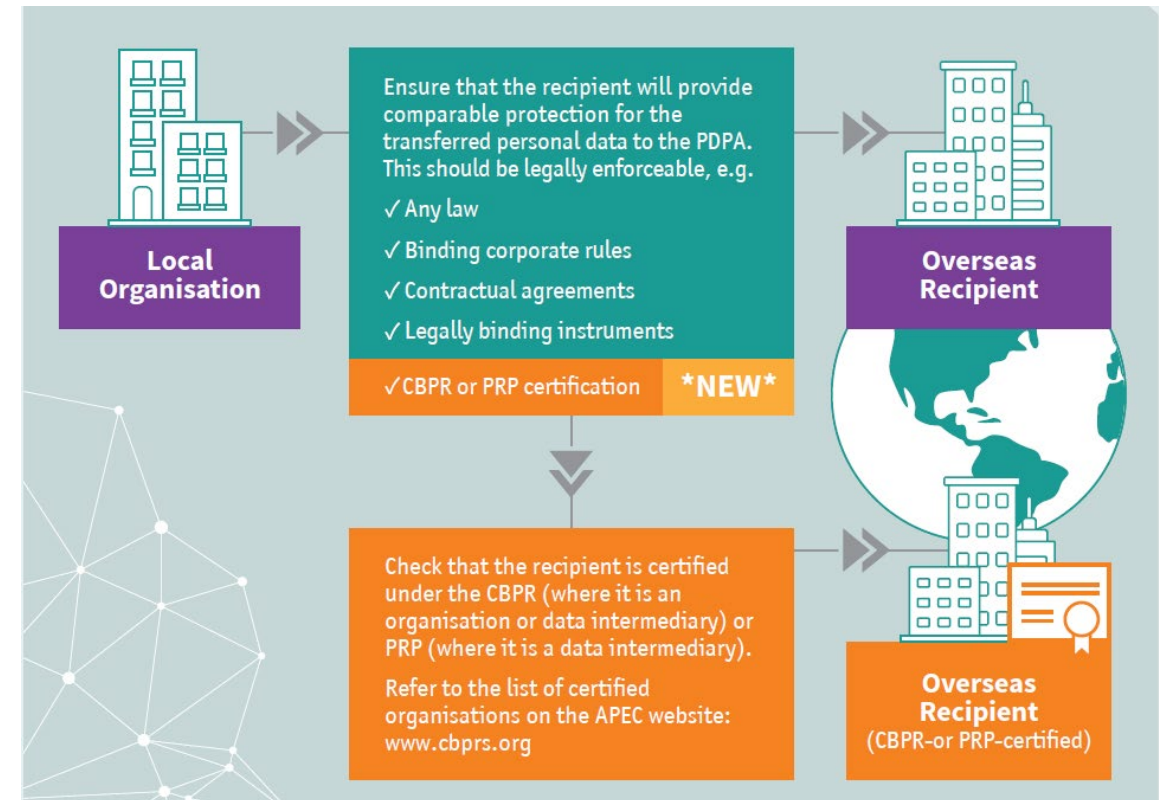 Local
Organisation
Ensure that the recipient will provide
comparable protection for the
transferred personal data to the PDPA.
This should be legally enforceable, e.g.
✓ Any law
✓ Binding corporate rules
✓ Contractual agreements
✓ Legally binding instruments
✓ CBPR or PRP certification
*NEW*
Overseas
Recipient
Check that the recipient is certified
under the CBPR (where it is an
organisation or data intermediary) or
PRP (where it is a data intermediary).
Refer to the list of certified
organisations on the APEC website:
www.cbprs.org
Overseas
Recipient
(CBPR-or PRP-certified)